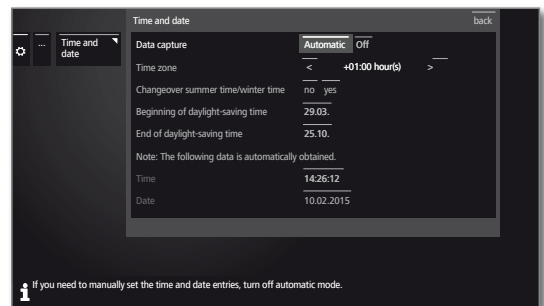 Time and date back
... Time and date
Data capture Automatic Off
Time zone < +01:00 hour(s) >
Changeover summer time/winter time no yes
Beginning of daylight-saving time 29.03.
End of daylight-saving time 25.10.
Note: The following data is automatically obtained.
Time 14:26:12
Date 10.02.2015
If you need to manually set the time and date entries, turn off automatic mode.